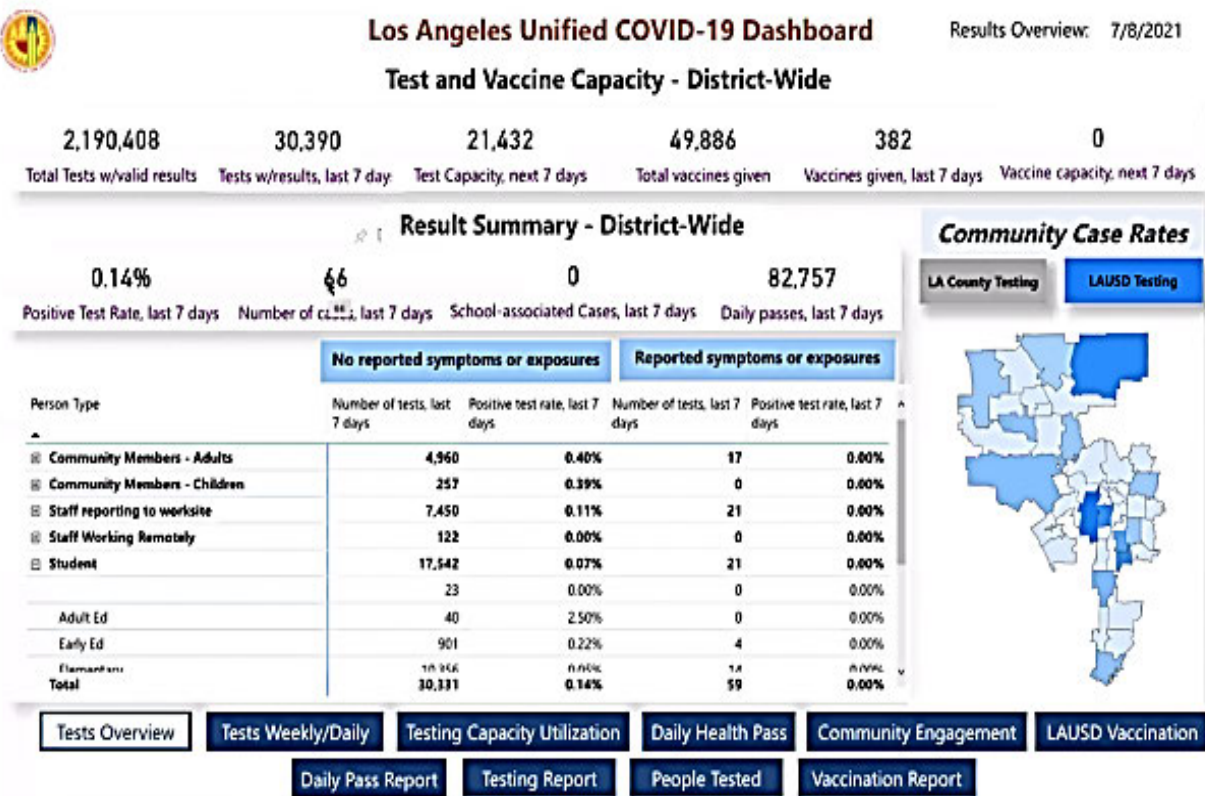 Los Angeles Unified COVID-19 Dashboard
Results Overview: 7/8/2021
Test and Vaccine Capacity - District-Wide
2,190,408 30,390 21,432 49,886 382 0
Total Tests w/valid results Tests w/results, last 7 day Test Capacity, next 7 days Total vaccines given Vaccines given, last 7 days Vaccine capacity, next 7 days
Result Summary - District-Wide
0.14% 66 0 82,757
Positive Test Rate, last 7 days Number of last 7 days School-associated Cases, last 7 days Daily passes, last 7 days
Community Case Rates
LA County Testing LAUSD Testing
No reported symptoms or exposures Reported symptoms or exposures
Person Type Number of tests, last 7 days Positive test rate, last 7 days Number of tests, last 7 days Positive test rate, last 7 days
Community Members - Adults 4,960 0.40% 17 0.00%
Community Members - Children 257 0.39% 0 0.00%
Staff reporting to worksite 7,450 0.11% 21 0.00%
Staff Working Remotely 122 0.00% 0 0.00%
Student 17,542 0.07% 21 0.00%
23 0.00% 0 0.00%
Adult Ed 40 2.50% 0 0.00%
Early Ed 901 0.22% 4 0.00%
Elementary 10,356 0.05% 14 0.00%
Total 30,331 0.14% 59 0.00%
Tests Overview Tests Weekly/Daily Testing Capacity Utilization Daily Health Pass Community Engagement LAUSD Vaccination
Daily Pass Report Testing Report People Tested Vaccination Report